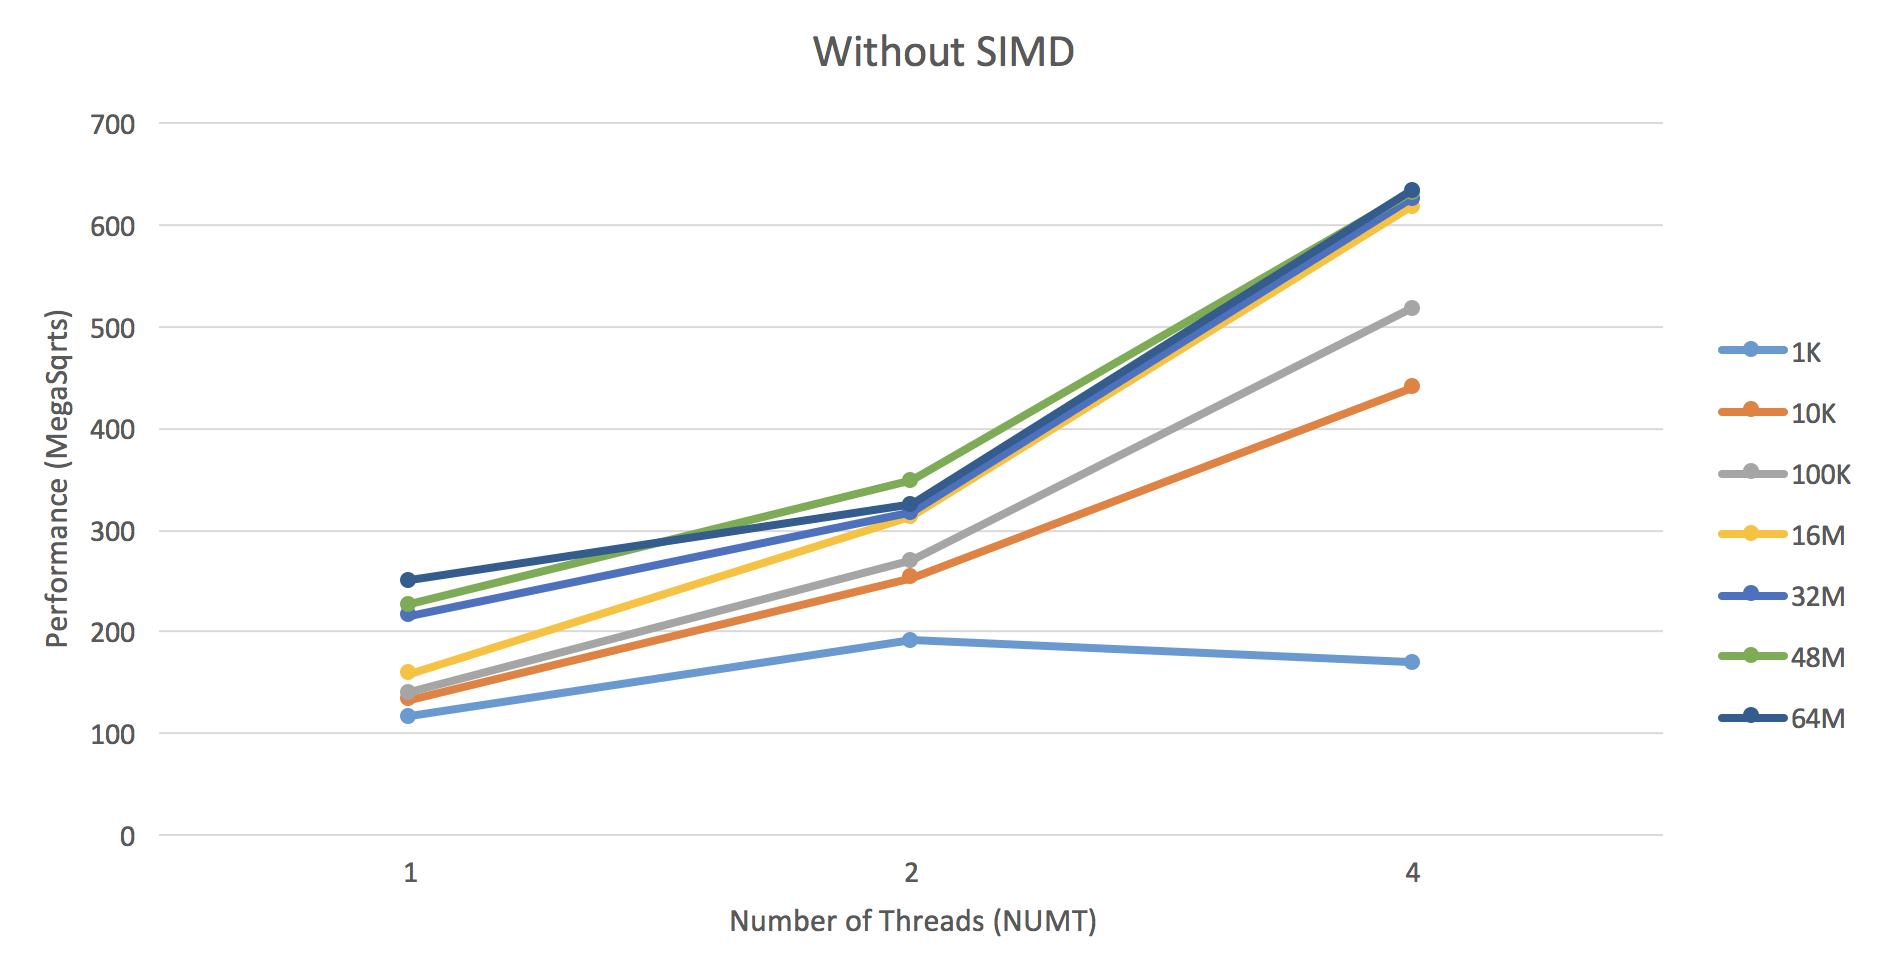 Without SIMD
700
600
500
400
300
200
100
0
Performance (MegaSqrts)
1 2 4
Number of Threads (NUMT)
1K
10K
100K
16M
32M
48M
64M